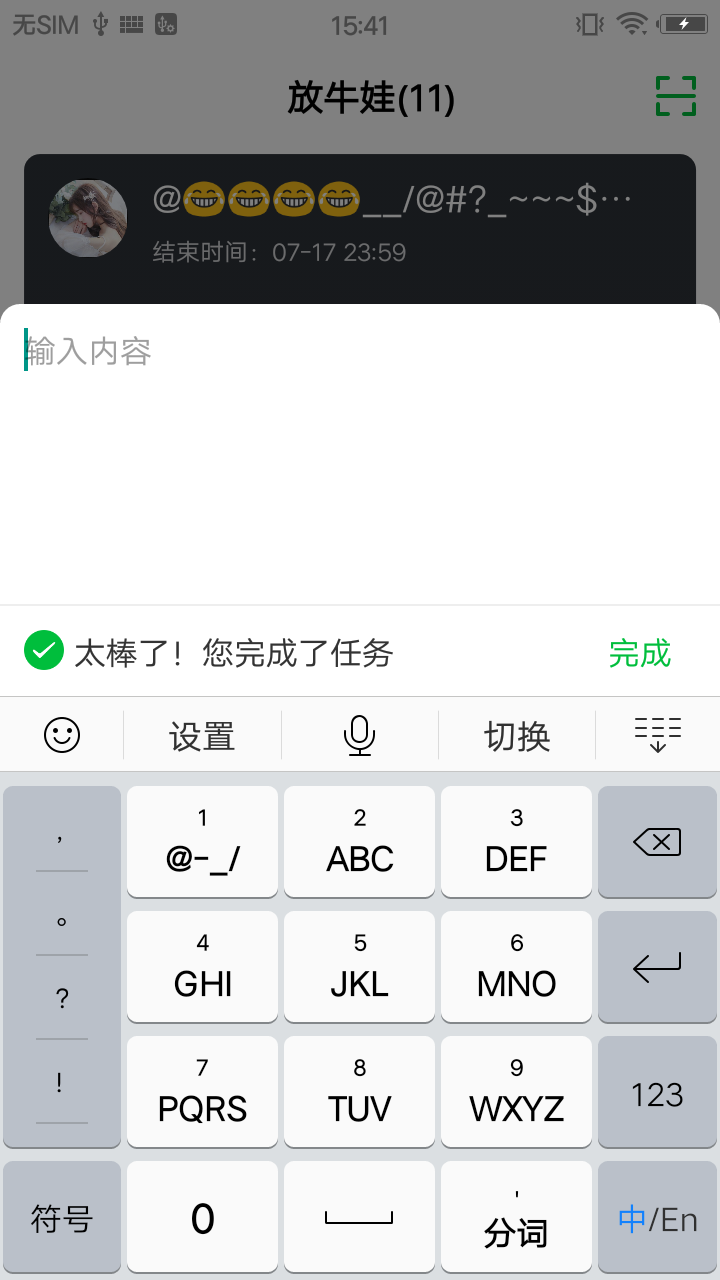 无SIM 15:41
放牛娃(11)
@😂😂😂😂__/@#?_~~~$···
结束时间：07-17 23:59
输入内容
太棒了！您完成了任务 完成
设置 切换
，
。
?
!
1
@-_/
2
ABC
3
DEF
4
GHI
5
JKL
6
MNO
7
PQRS
8
TUV
9
WXYZ
123
符号
0
'
分词
中/En